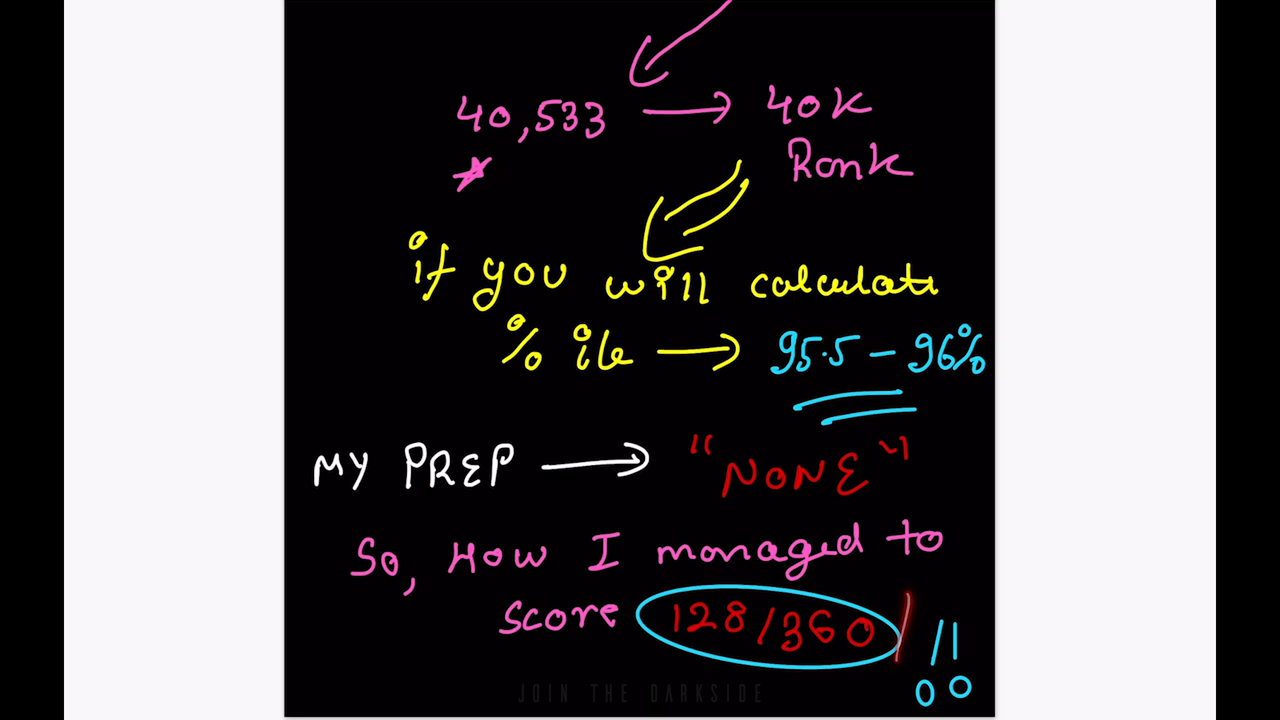 40,533 → 40K
Rank
if you will calculate
%ile → 95.5 - 96%
MY PREP → "NONE"
So, How I managed to
score 128/360 !!
JOIN THE DARKSIDE